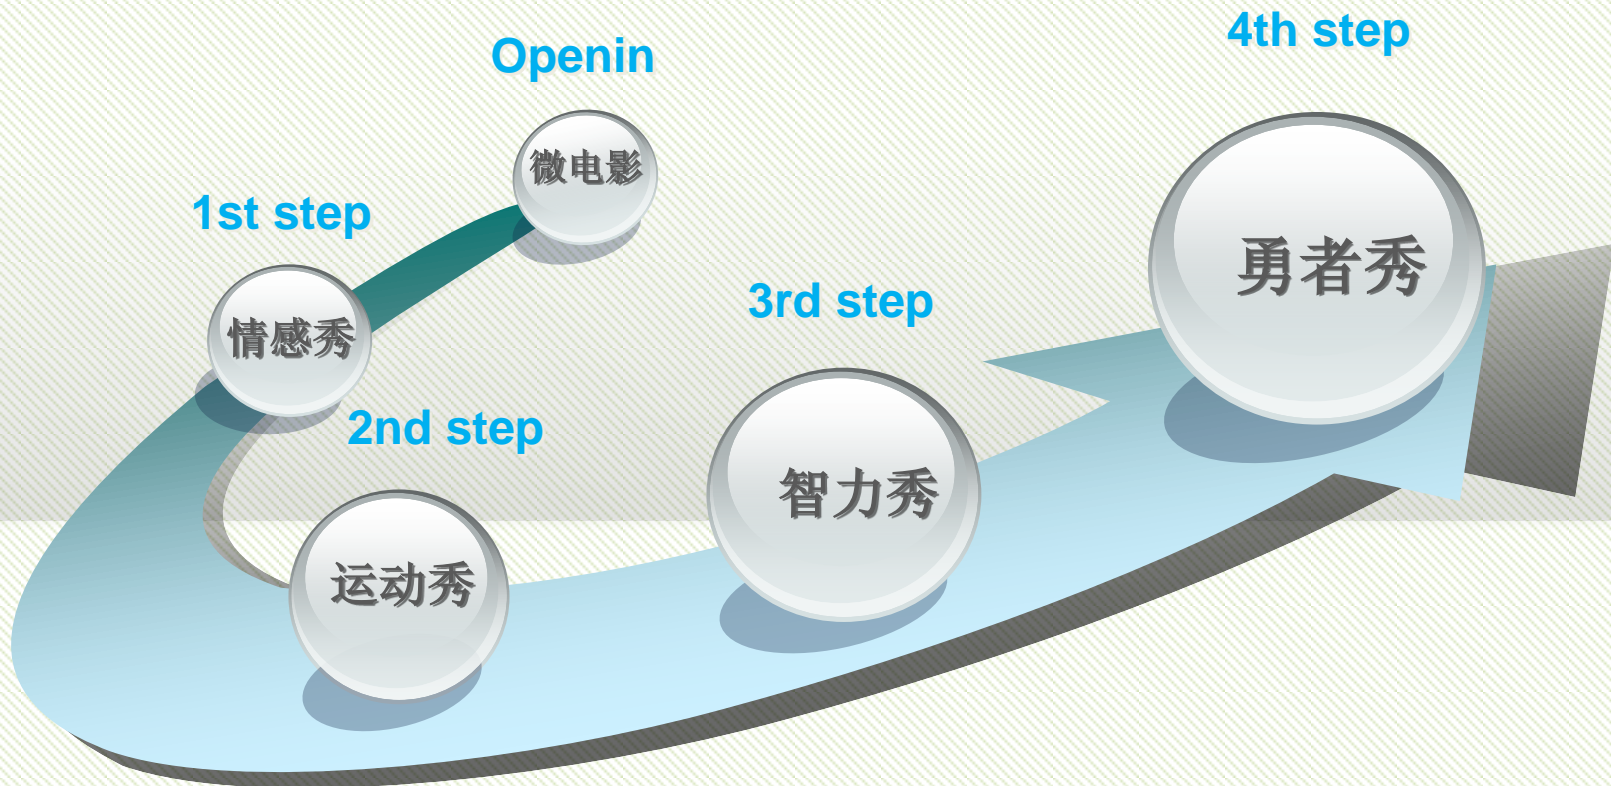 Openin
微电影
1st step
情感秀
2nd step
运动秀
3rd step
智力秀
4th step
勇者秀